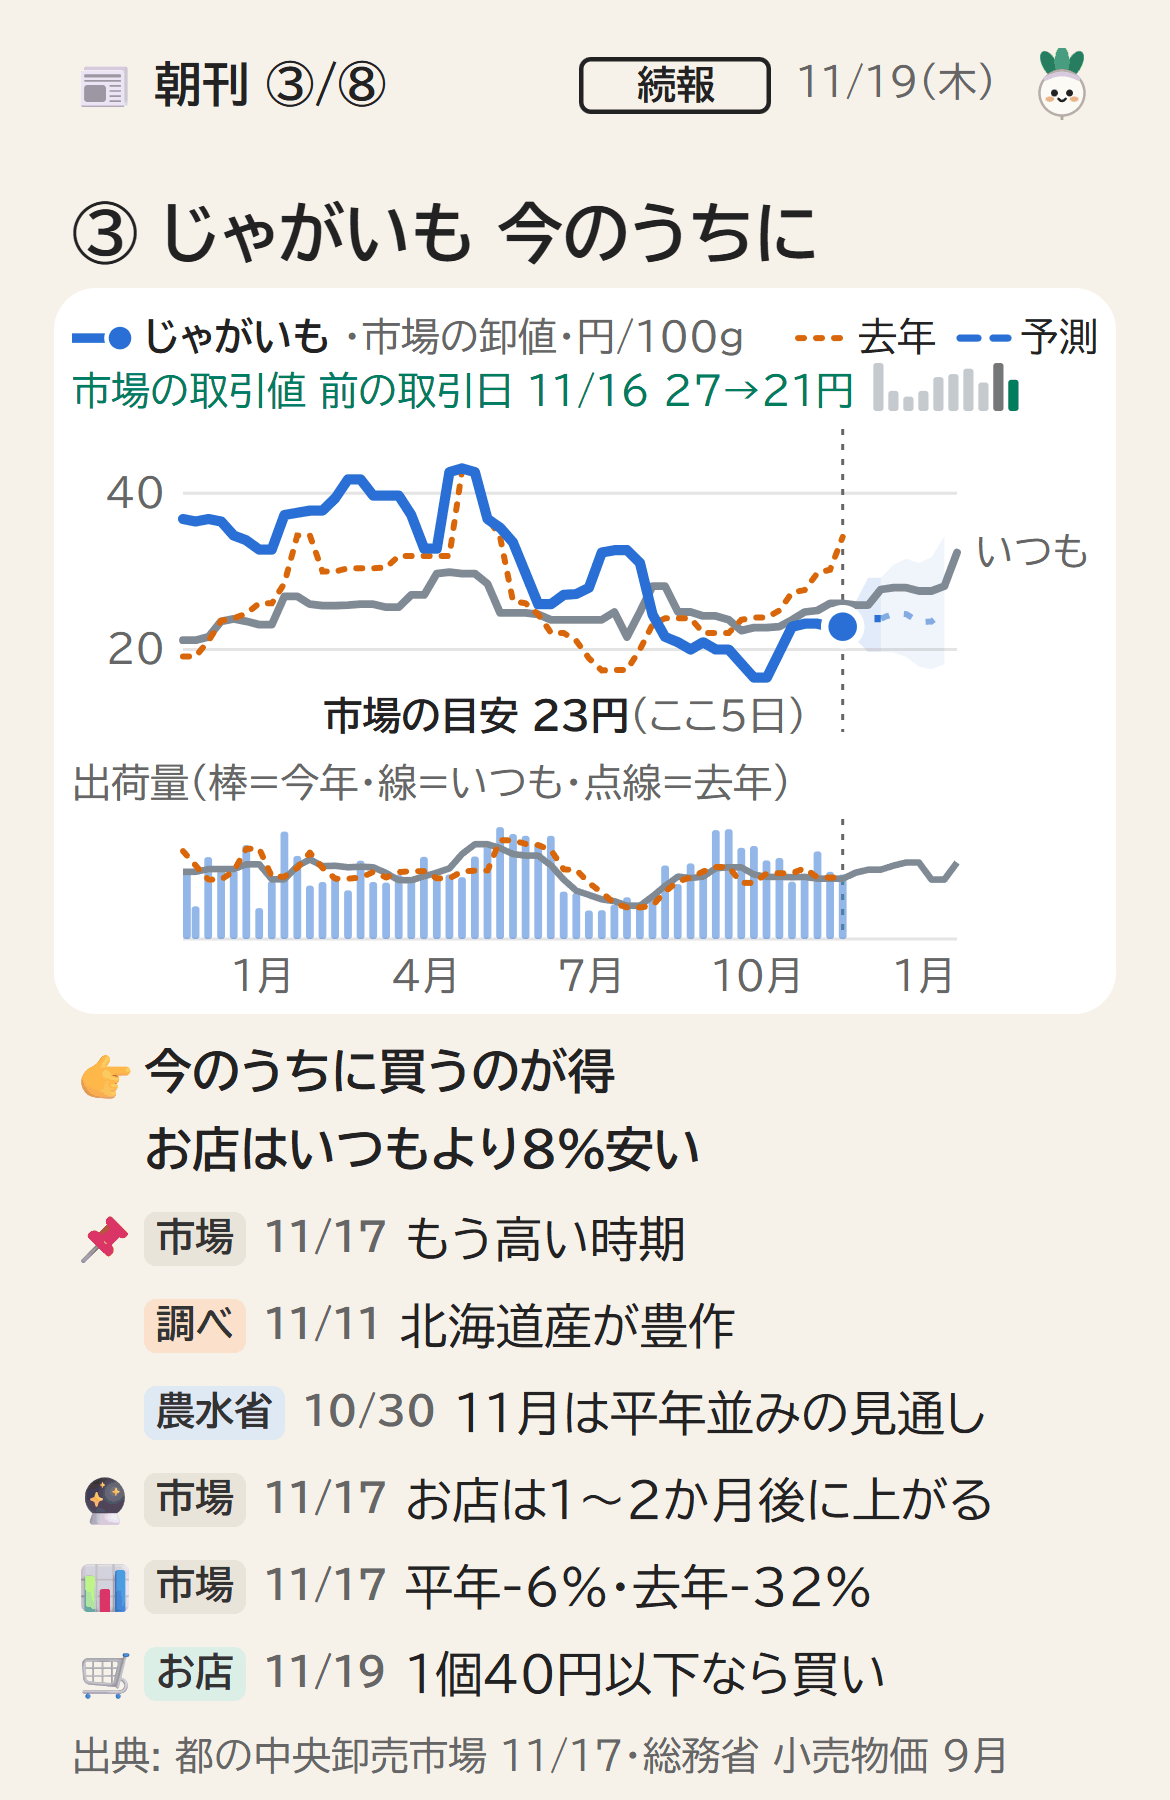 朝刊 ③/⑧ 続報 11/19(木)
③ じゃがいも 今のうちに
じゃがいも ・市場の卸値・円/100g 去年 予測
市場の取引値 前の取引日 11/16 27→21円
40
いつも
20
市場の目安 23円(ここ5日)
出荷量(棒=今年・線=いつも・点線=去年)
1月 4月 7月 10月 1月
今のうちに買うのが得
お店はいつもより8%安い
市場 11/17 もう高い時期
調べ 11/11 北海道産が豊作
農水省 10/30 11月は平年並みの見通し
市場 11/17 お店は1~2か月後に上がる
市場 11/17 平年-6%・去年-32%
お店 11/19 1個40円以下なら買い
出典: 都の中央卸売市場 11/17・総務省 小売物価 9月